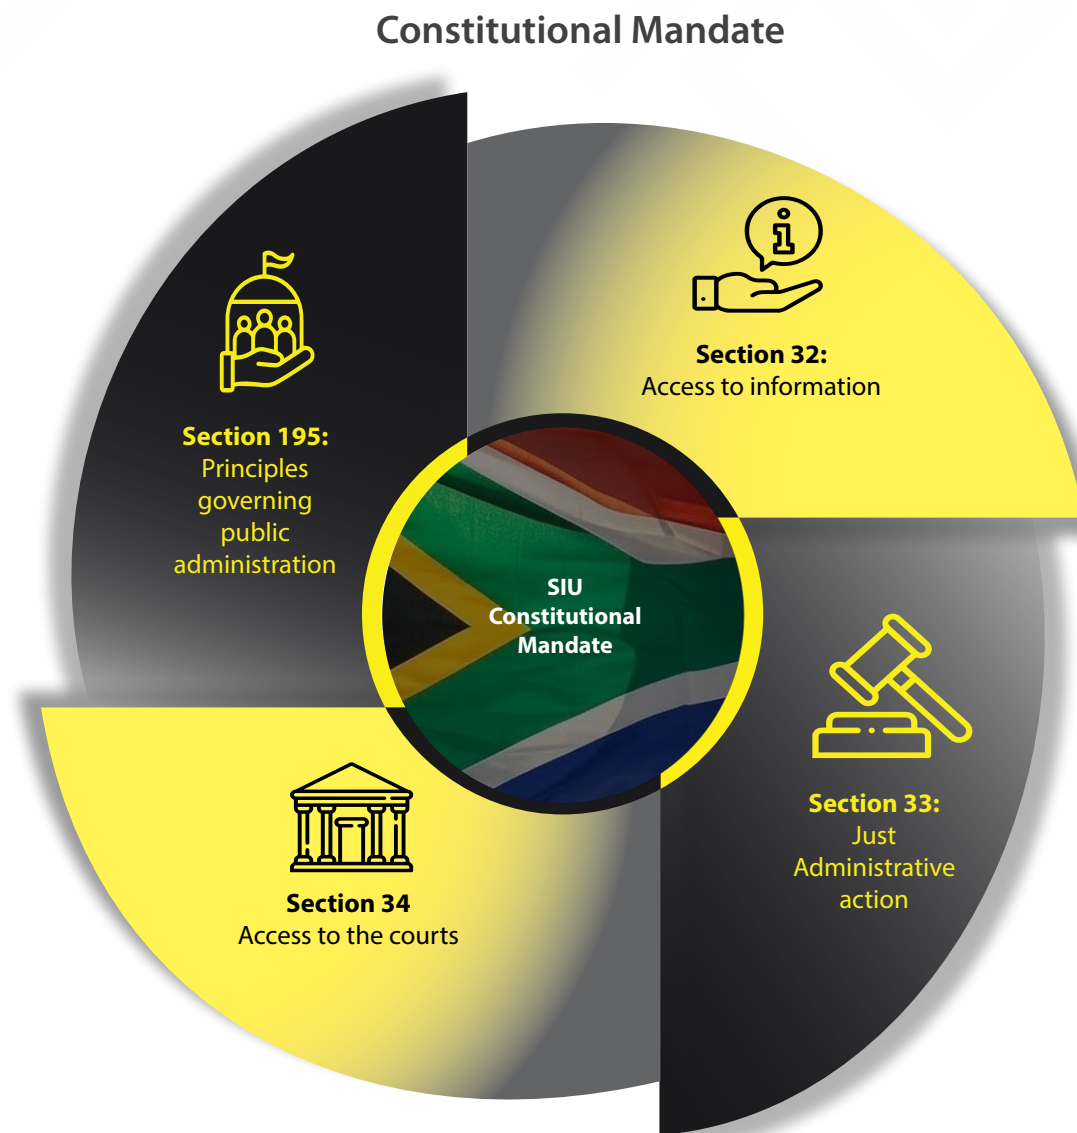 Constitutional Mandate
Section 195:
Principles
governing
public
administration
Section 32:
Access to information
SIU
Constitutional
Mandate
Section 33:
Just
Administrative
action
Section 34
Access to the courts